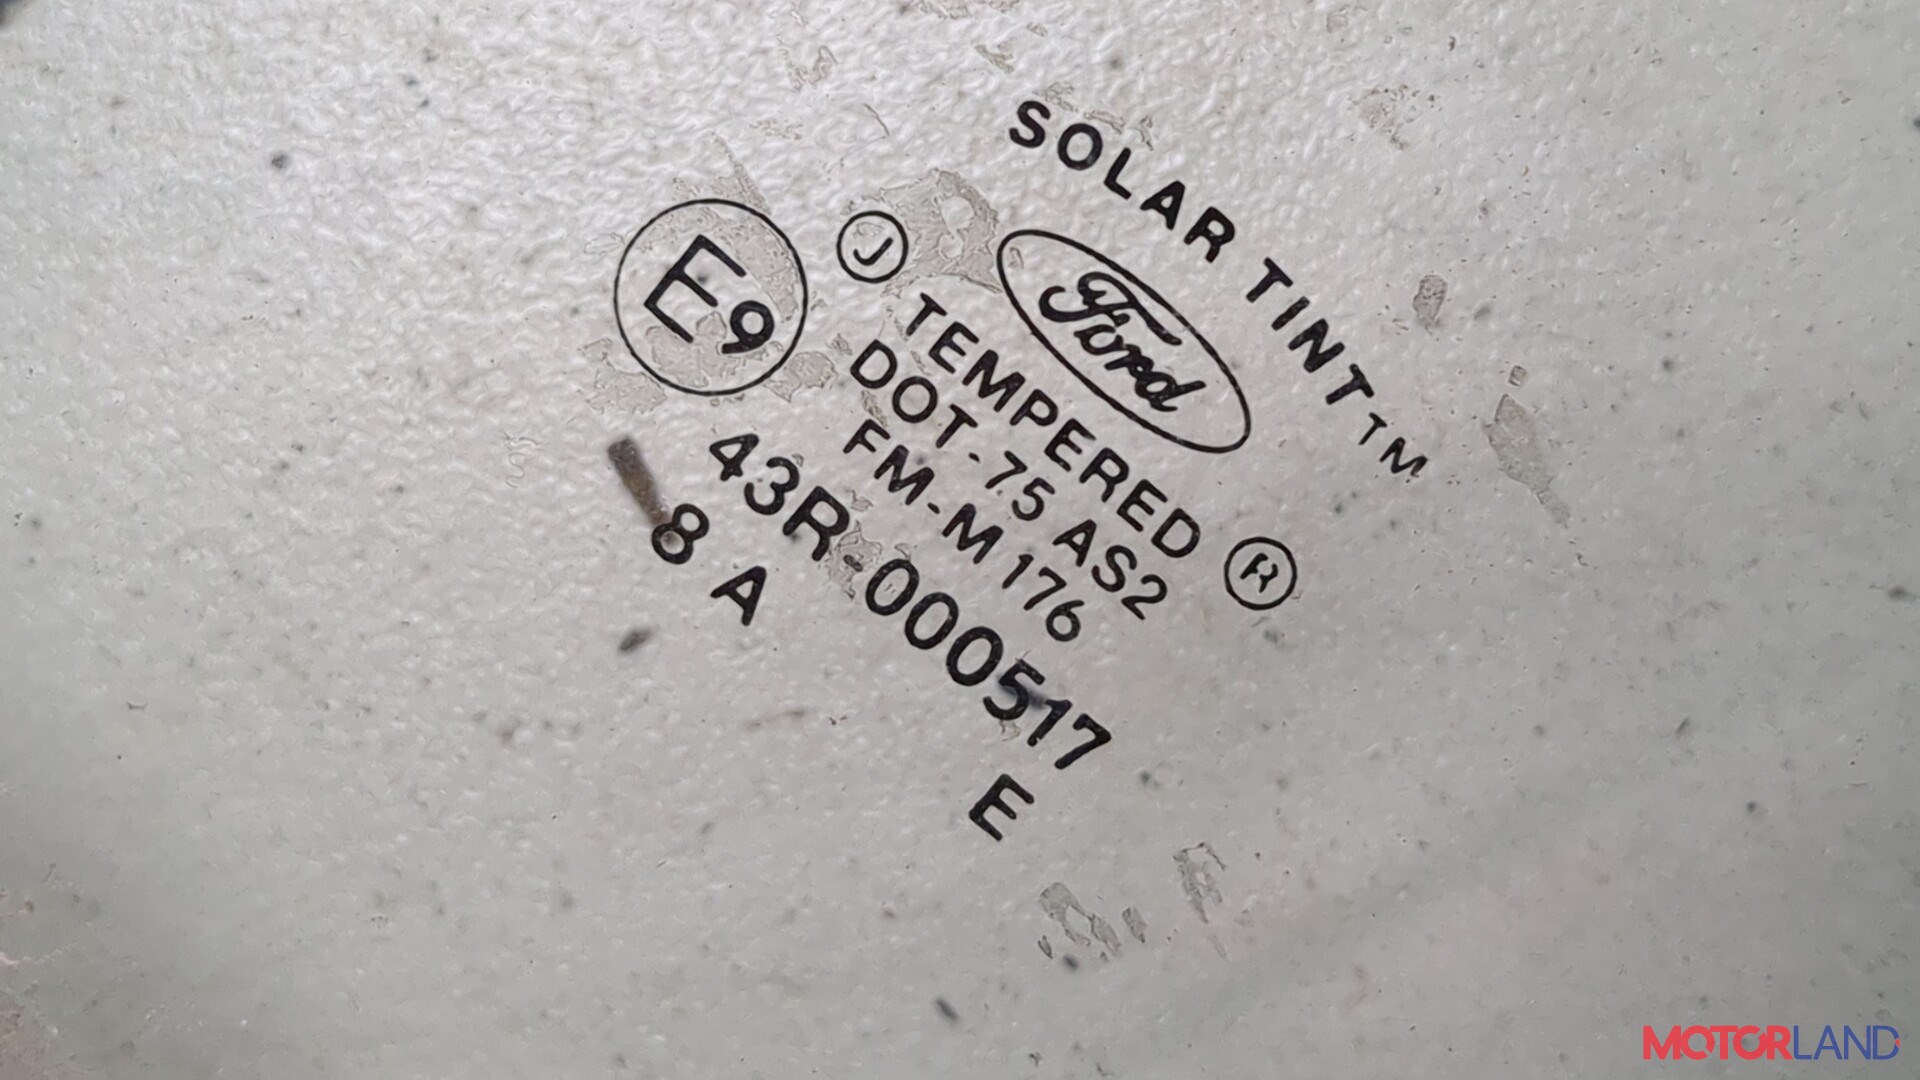 SOLAR TINT™
Ford
J
E9
TEMPERED ®
DOT-75 AS2
FM-M176
43R-000517
8 A
E
MOTORLAND